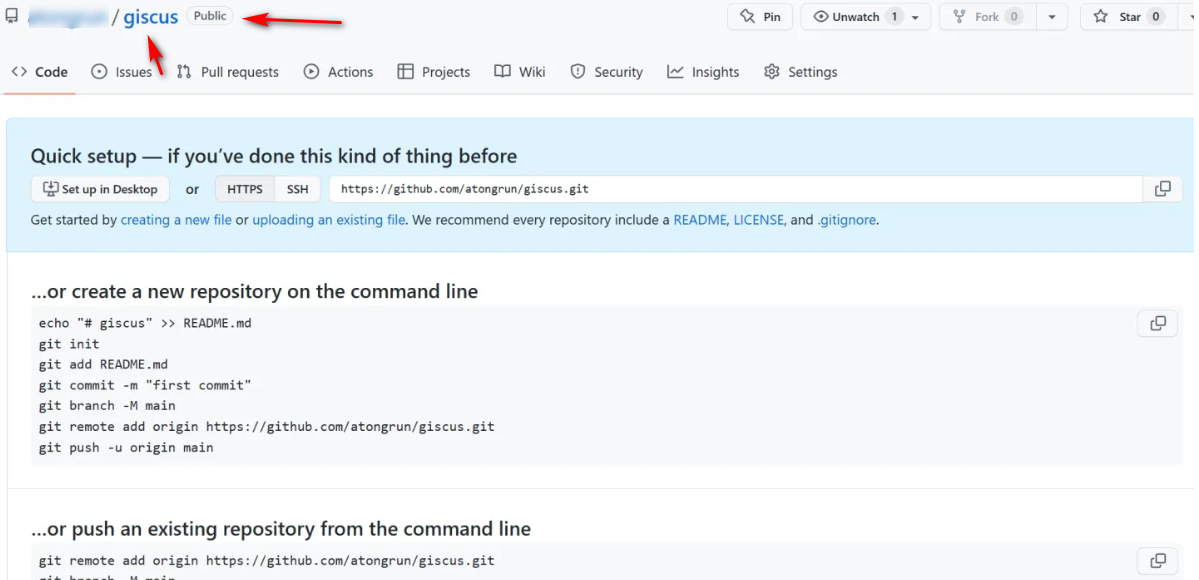 / giscus Public
Pin Unwatch 1 Fork 0 Star 0
Code Issues Pull requests Actions Projects Wiki Security Insights Settings
Quick setup — if you've done this kind of thing before
Set up in Desktop or HTTPS SSH https://github.com/atongrun/giscus.git
Get started by creating a new file or uploading an existing file. We recommend every repository include a README, LICENSE, and .gitignore.
...or create a new repository on the command line
echo "# giscus" >> README.md
git init
git add README.md
git commit -m "first commit"
git branch -M main
git remote add origin https://github.com/atongrun/giscus.git
git push -u origin main
...or push an existing repository from the command line
git remote add origin https://github.com/atongrun/giscus.git
git branch -M main